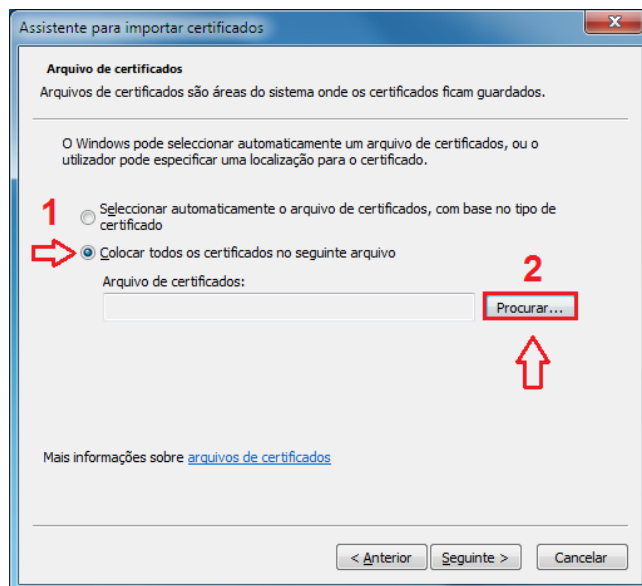 Assistente para importar certificados
Arquivo de certificados
Arquivos de certificados são áreas do sistema onde os certificados ficam guardados.
O Windows pode seleccionar automaticamente um arquivo de certificados, ou o
utilizador pode especificar uma localização para o certificado.
1
Seleccionar automaticamente o arquivo de certificados, com base no tipo de
certificado
Colocar todos os certificados no seguinte arquivo
2
Arquivo de certificados:
Procurar...
Mais informações sobre arquivos de certificados
< Anterior
Seguinte >
Cancelar